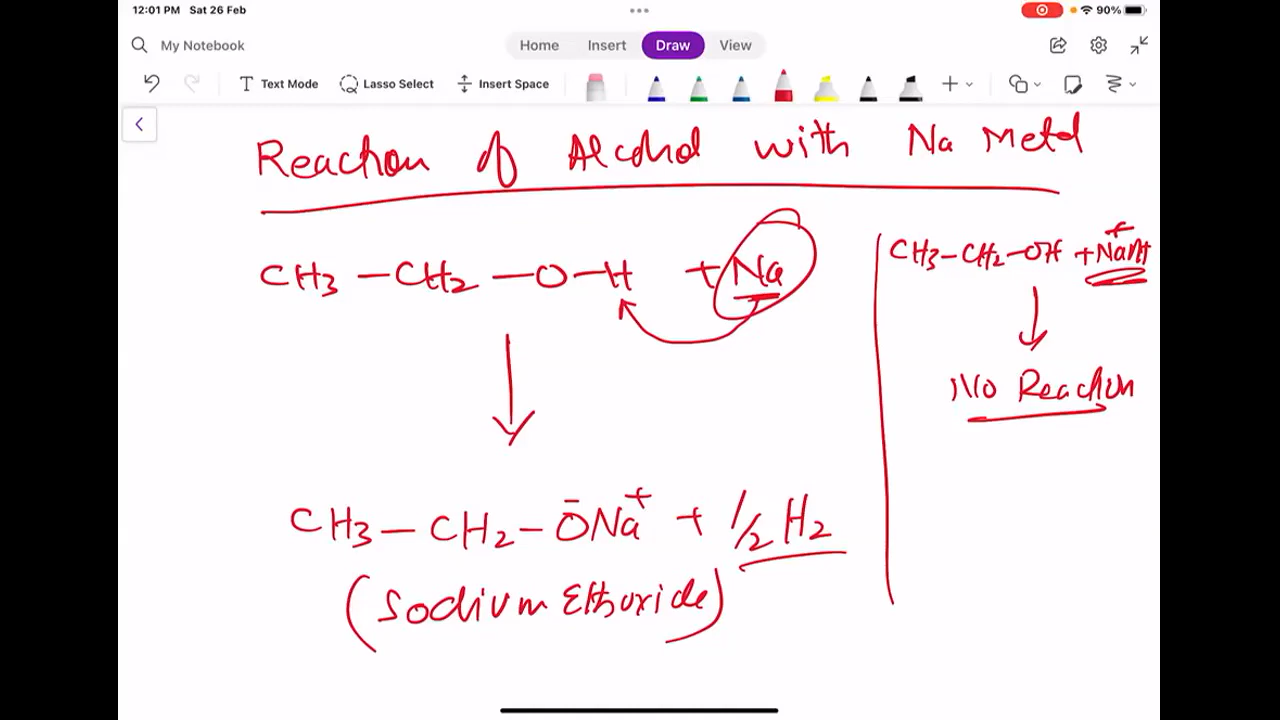 12:01 PM Sat 26 Feb
90%
My Notebook
Home Insert Draw View
Text Mode Lasso Select Insert Space
Reaction of Alcohol with Na Metal
CH3 – CH2 – O – H + Na
CH3 – CH2 – OH +
No Reaction
CH3 – CH2 – ŌNa+ + 1/2 H2
(Sodium Ethoxide)